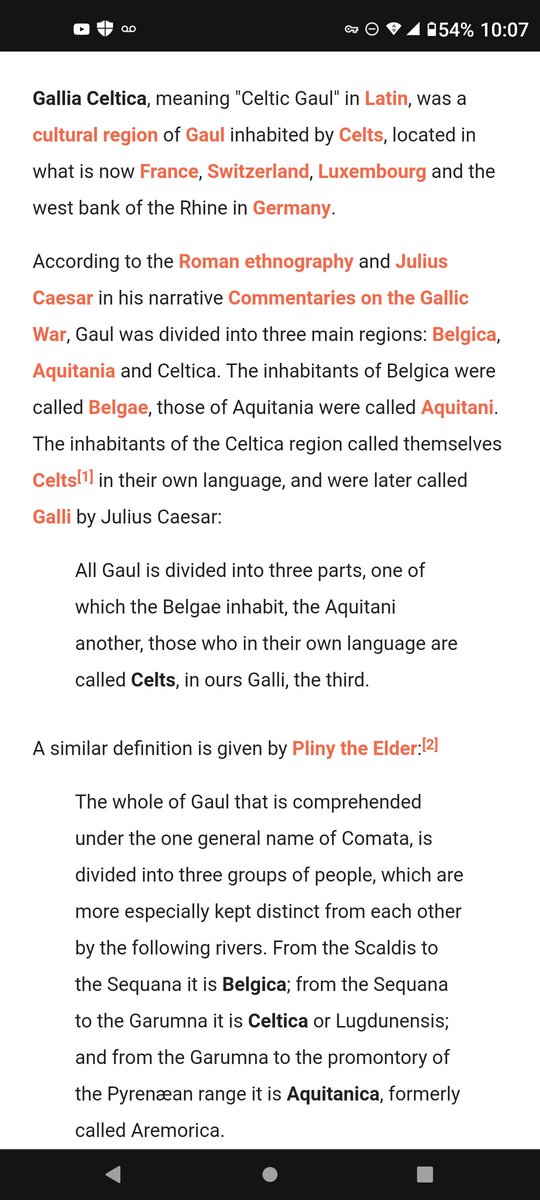 54% 10:07
Gallia Celtica, meaning "Celtic Gaul" in Latin, was a
cultural region of Gaul inhabited by Celts, located in
what is now France, Switzerland, Luxembourg and the
west bank of the Rhine in Germany.
According to the Roman ethnography and Julius
Caesar in his narrative Commentaries on the Gallic
War, Gaul was divided into three main regions: Belgica,
Aquitania and Celtica. The inhabitants of Belgica were
called Belgae, those of Aquitania were called Aquitani.
The inhabitants of the Celtica region called themselves
Celts[1] in their own language, and were later called
Galli by Julius Caesar:
All Gaul is divided into three parts, one of
which the Belgae inhabit, the Aquitani
another, those who in their own language are
called Celts, in ours Galli, the third.
A similar definition is given by Pliny the Elder:[2]
The whole of Gaul that is comprehended
under the one general name of Comata, is
divided into three groups of people, which are
more especially kept distinct from each other
by the following rivers. From the Scaldis to
the Sequana it is Belgica; from the Sequana
to the Garumna it is Celtica or Lugdunensis;
and from the Garumna to the promontory of
the Pyrenæan range it is Aquitanica, formerly
called Aremorica.